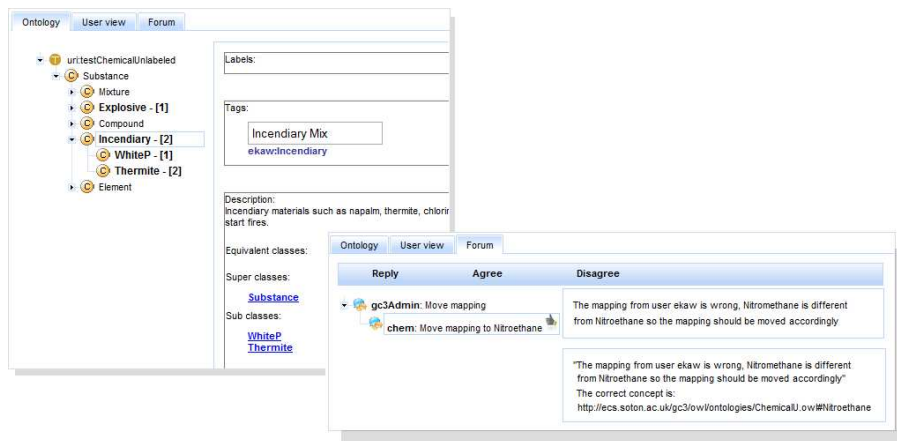 Ontology User view Forum
uri:testChemicalUnlabeled
Substance
Mixture
Explosive - [1]
Compound
Incendiary - [2]
WhiteP - [1]
Thermite - [2]
Element
Labels:
Tags:
Incendiary Mix
ekaw:Incendiary
Description:
Incendiary materials such as napalm, thermite, chlorin
start fires.
Equivalent classes:
Super classes:
Substance
Sub classes:
WhiteP
Thermite
Ontology User view Forum
Reply Agree Disagree
gc3Admin: Move mapping
chem: Move mapping to Nitroethane
The mapping from user ekaw is wrong, Nitromethane is different
from Nitroethane so the mapping should be moved accordingly
"The mapping from user ekaw is wrong, Nitromethane is different
from Nitroethane so the mapping should be moved accordingly"
The correct concept is:
http://ecs.soton.ac.uk/gc3/owl/ontologies/ChemicalU.owl#Nitroethane